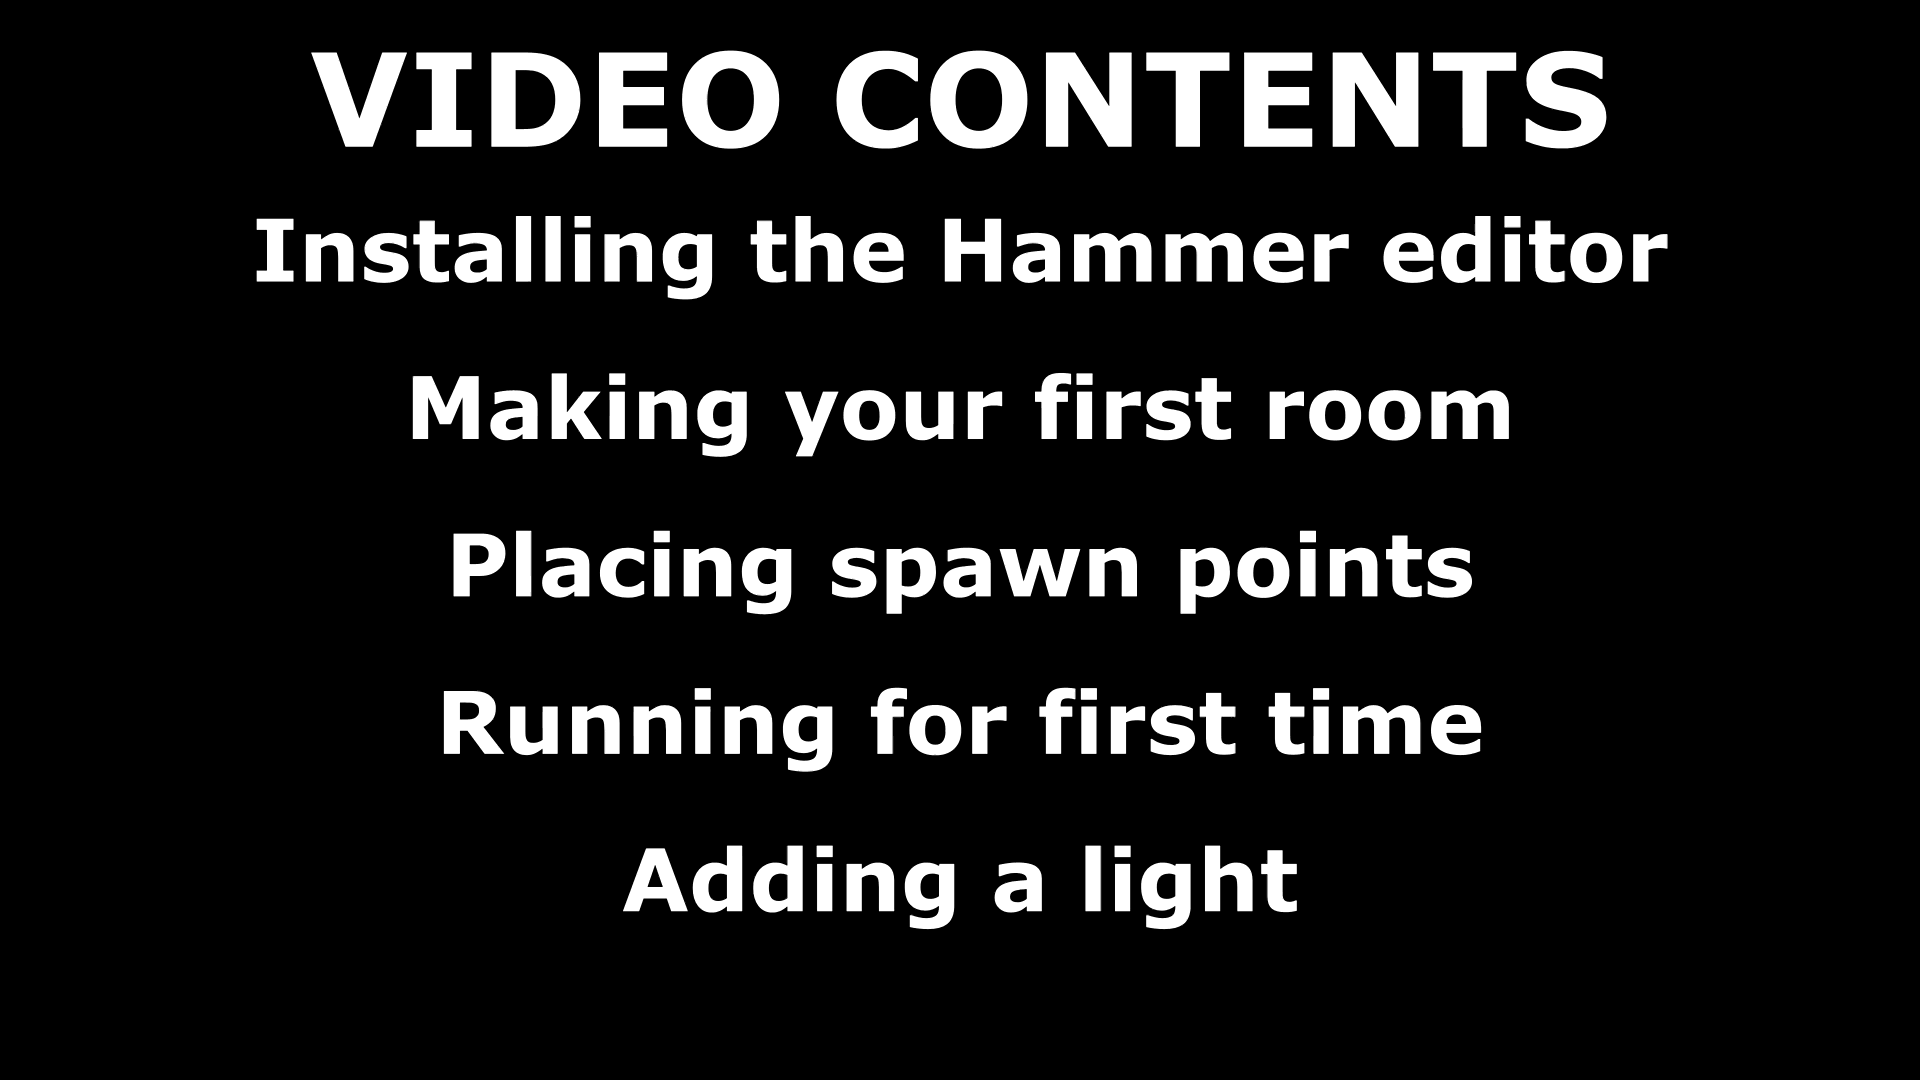 VIDEO CONTENTS
Installing the Hammer editor
Making your first room
Placing spawn points
Running for first time
Adding a light